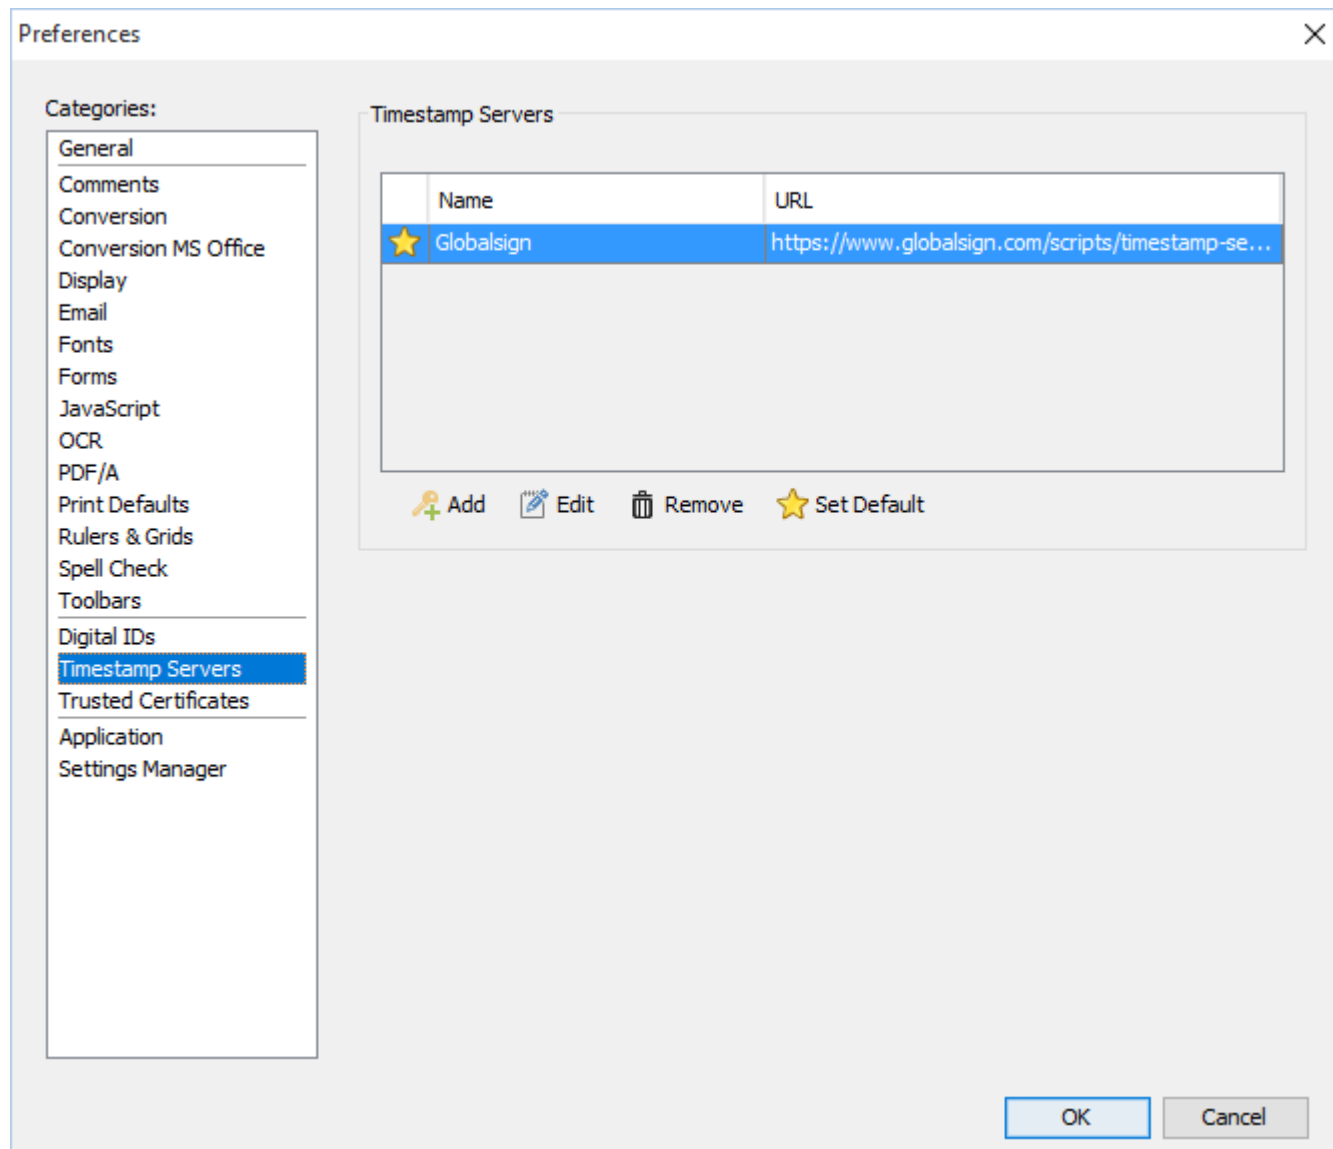 Preferences
Categories:
General
Comments
Conversion
Conversion MS Office
Display
Email
Fonts
Forms
JavaScript
OCR
PDF/A
Print Defaults
Rulers & Grids
Spell Check
Toolbars
Digital IDs
Timestamp Servers
Trusted Certificates
Application
Settings Manager
Timestamp Servers
Name URL
Globalsign https://www.globalsign.com/scripts/timestamp-se...
Add Edit Remove Set Default
OK Cancel